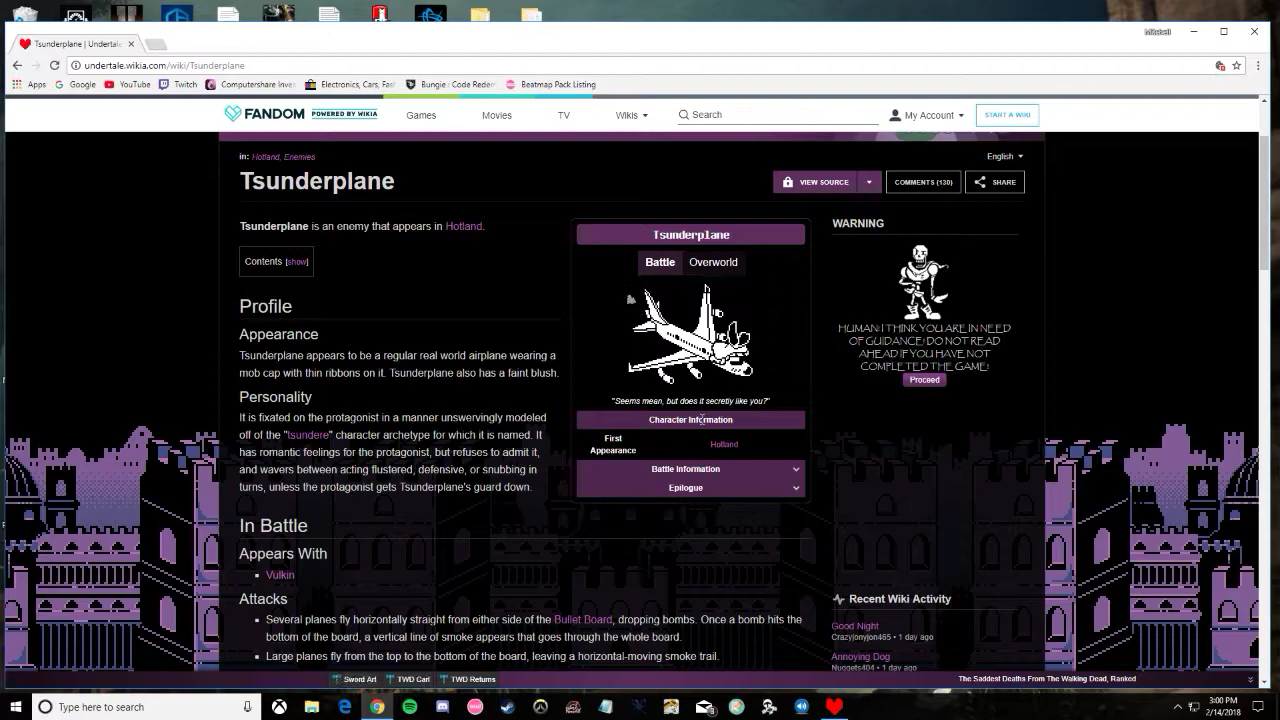 Tsunderplane | Undertale
Mitchell
undertale.wikia.com/wiki/Tsunderplane
Apps Google YouTube Twitch Computershare Inves Electronics, Cars, Fas Bungie : Code Redem Beatmap Pack Listing
FANDOM POWERED BY WIKIA Games Movies TV Wikis Search My Account START A WIKI
in: Hotland, Enemies English
Tsunderplane VIEW SOURCE COMMENTS (130) SHARE
Tsunderplane is an enemy that appears in Hotland.
Contents [show]
Profile
Appearance
Tsunderplane appears to be a regular real world airplane wearing a
mob cap with thin ribbons on it. Tsunderplane also has a faint blush.
Personality
It is fixated on the protagonist in a manner unswervingly modeled
off of the "tsundere" character archetype for which it is named. It
has romantic feelings for the protagonist, but refuses to admit it,
and wavers between acting flustered, defensive, or snubbing in
turns, unless the protagonist gets Tsunderplane's guard down.
In Battle
Appears With
Vulkin
Attacks
Several planes fly horizontally straight from either side of the Bullet Board, dropping bombs. Once a bomb hits the
bottom of the board, a vertical line of smoke appears that goes through the whole board.
Large planes fly from the top to the bottom of the board, leaving a horizontal-moving smoke trail.
Tsunderplane
Battle Overworld
"Seems mean, but does it secretly like you?"
Character Information
First
Appearance
Hotland
Battle Information
Epilogue
WARNING
HUMAN! I THINK YOU ARE IN NEED
OF GUIDANCE! DO NOT READ
AHEAD IF YOU HAVE NOT
COMPLETED THE GAME!
Proceed
Recent Wiki Activity
Good Night.
Crazyjonyjon465 • 1 day ago
Annoying Dog
Nuggets404 • 1 day ago
Sword Art TWD Carl TWD Returns The Saddest Deaths From The Walking Dead, Ranked
Type here to search
3:00 PM
2/14/2018